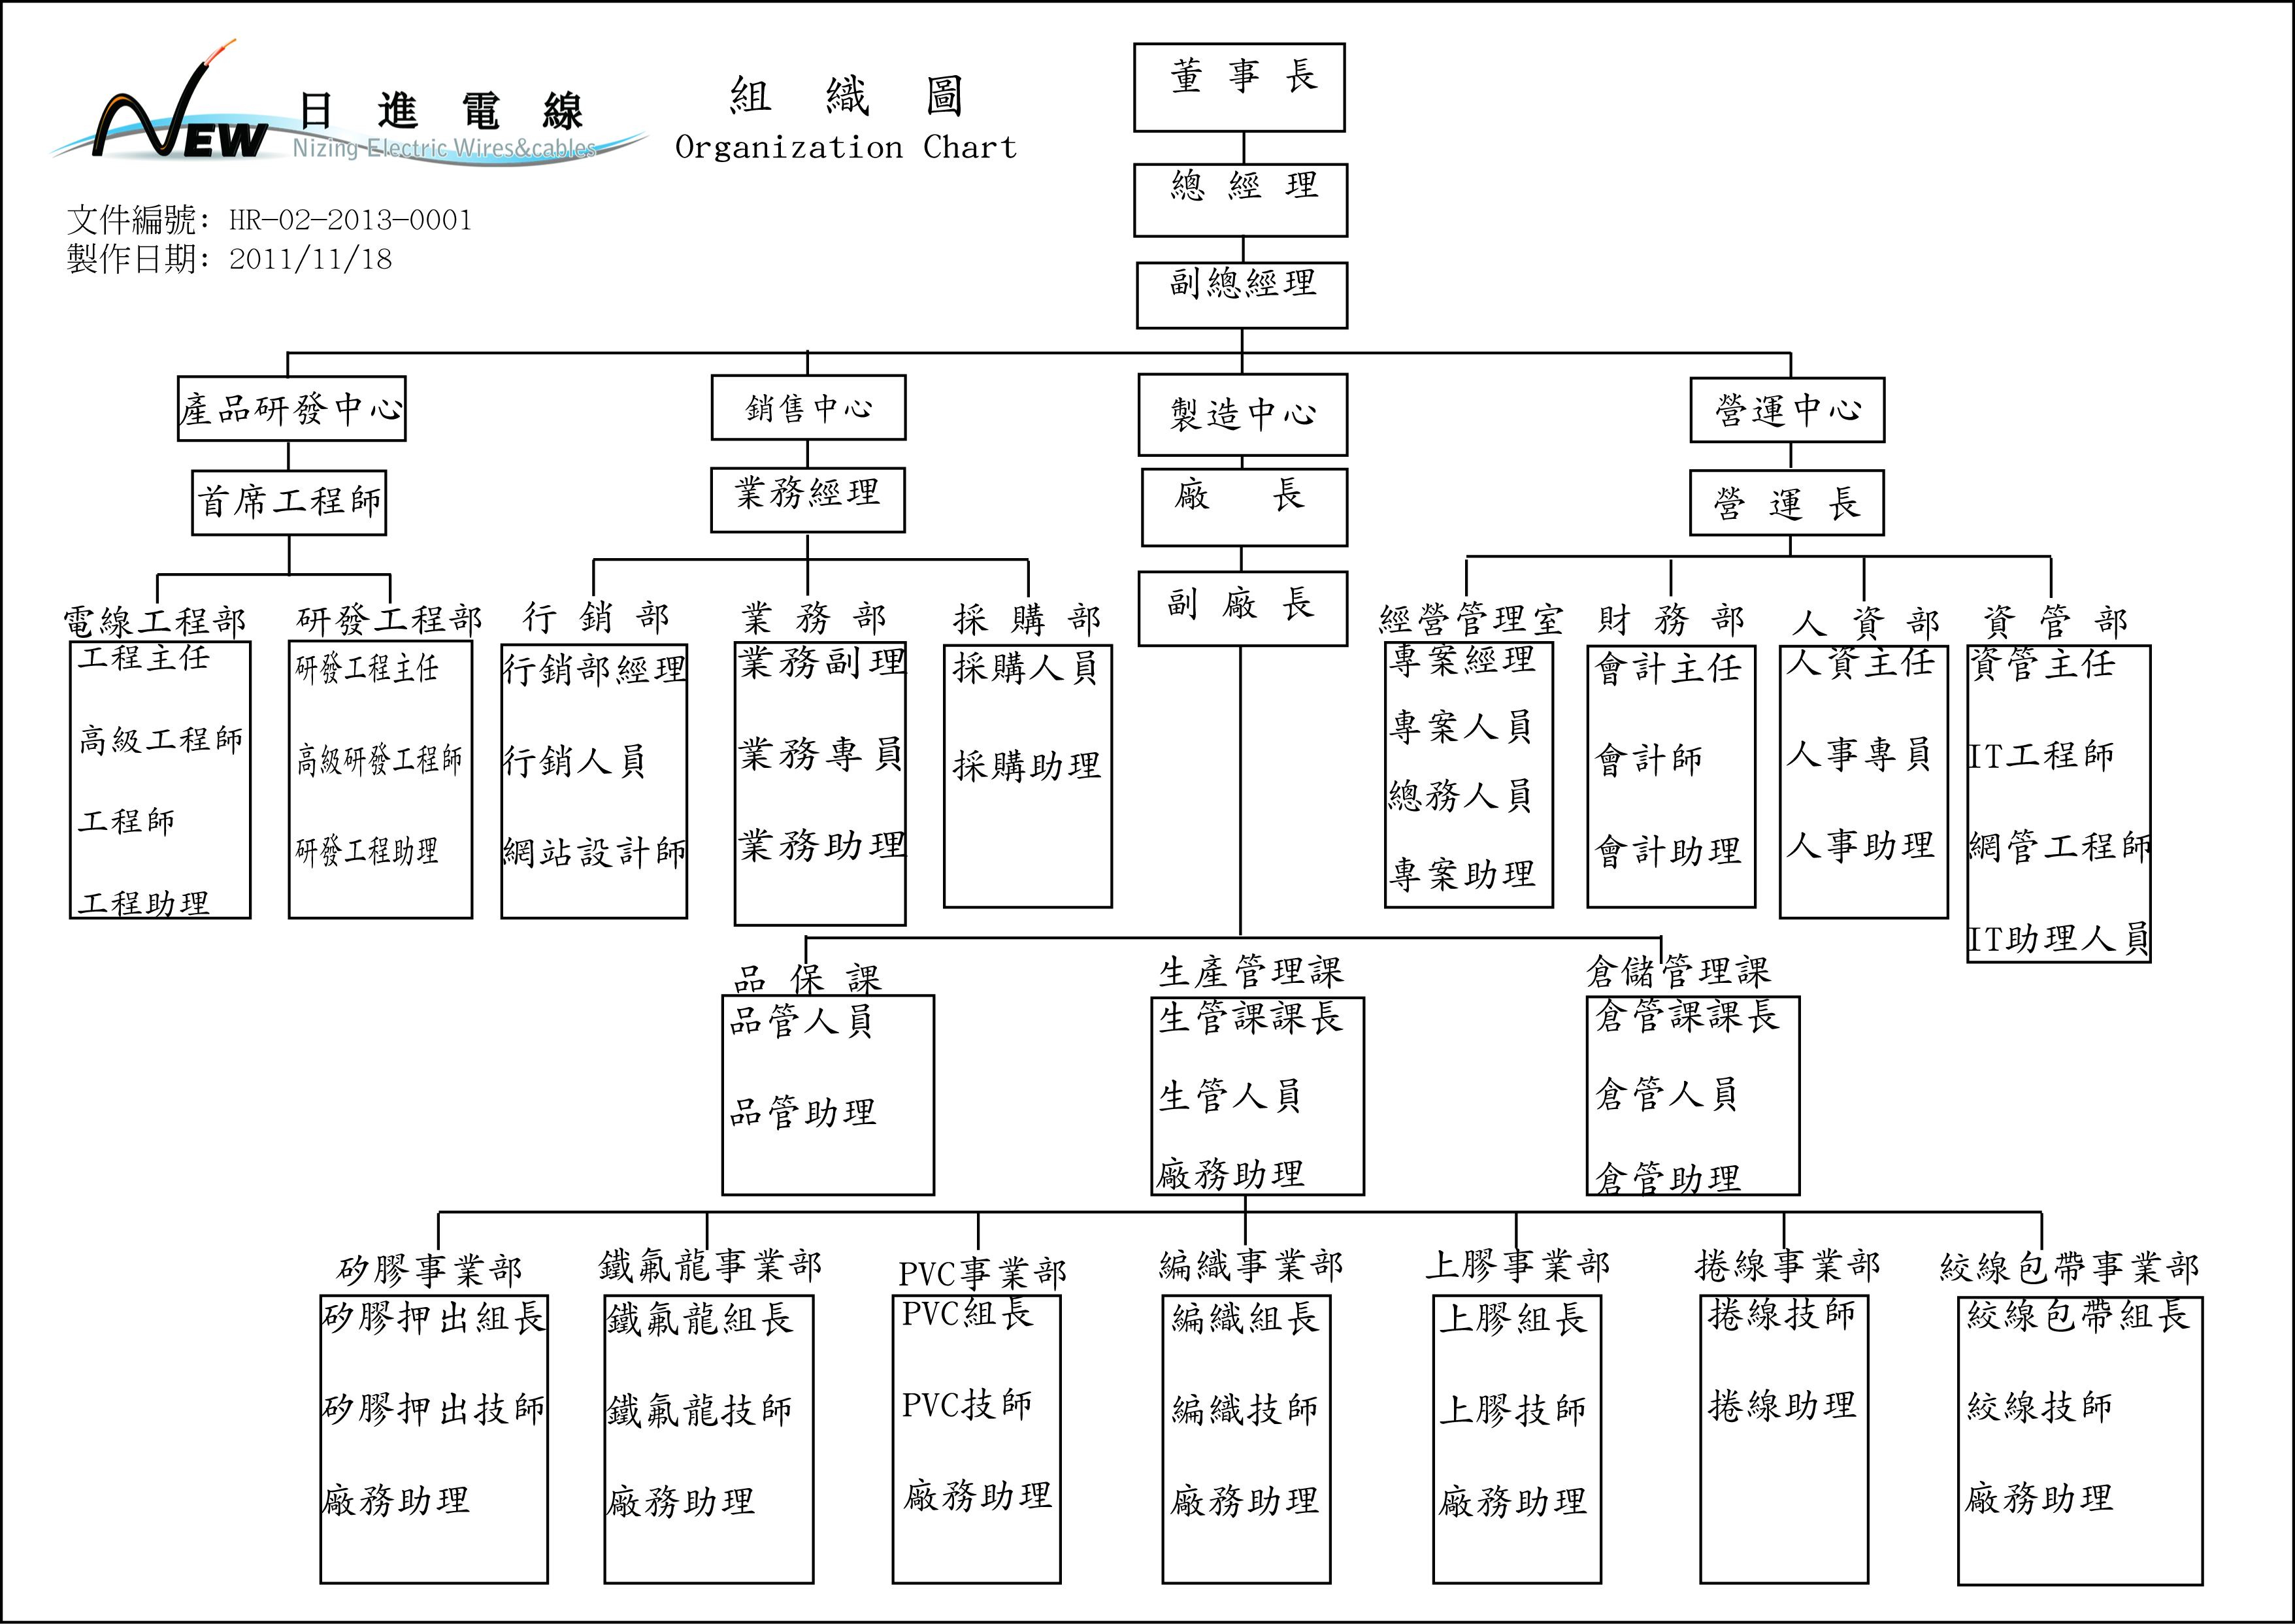 NEW
日進電線
Nizing Electric Wires&cables
組織圖
Organization Chart
文件編號: HR-02-2013-0001
製作日期: 2011/11/18
董事長
總經理
副總經理
產品研發中心
銷售中心
製造中心
營運中心
首席工程師
業務經理
廠長
營運長
副廠長
電線工程部
工程主任
高級工程師
工程師
工程助理
研發工程部
研發工程主任
高級研發工程師
研發工程助理
行銷部
行銷部經理
行銷人員
網站設計師
業務部
業務副理
業務專員
業務助理
採購部
採購人員
採購助理
經營管理室
專案經理
專案人員
總務人員
專案助理
財務部
會計主任
會計師
會計助理
人資部
人資主任
人事專員
人事助理
資管部
資管主任
IT工程師
網管工程師
IT助理人員
品保課
品管人員
品管助理
生產管理課
生管課課長
生管人員
廠務助理
倉儲管理課
倉管課課長
倉管人員
倉管助理
矽膠事業部
矽膠押出組長
矽膠押出技師
廠務助理
鐵氟龍事業部
鐵氟龍組長
鐵氟龍技師
廠務助理
PVC事業部
PVC組長
PVC技師
廠務助理
編織事業部
編織組長
編織技師
廠務助理
上膠事業部
上膠組長
上膠技師
廠務助理
捲線事業部
捲線技師
捲線助理
絞線包帶事業部
絞線包帶組長
絞線技師
廠務助理